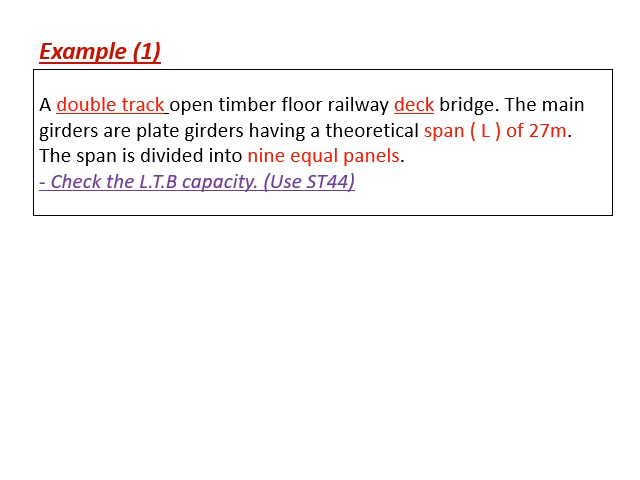 Example (1)
A double track open timber floor railway deck bridge. The main
girders are plate girders having a theoretical span ( L ) of 27m.
The span is divided into nine equal panels.
- Check the L.T.B capacity. (Use ST44)